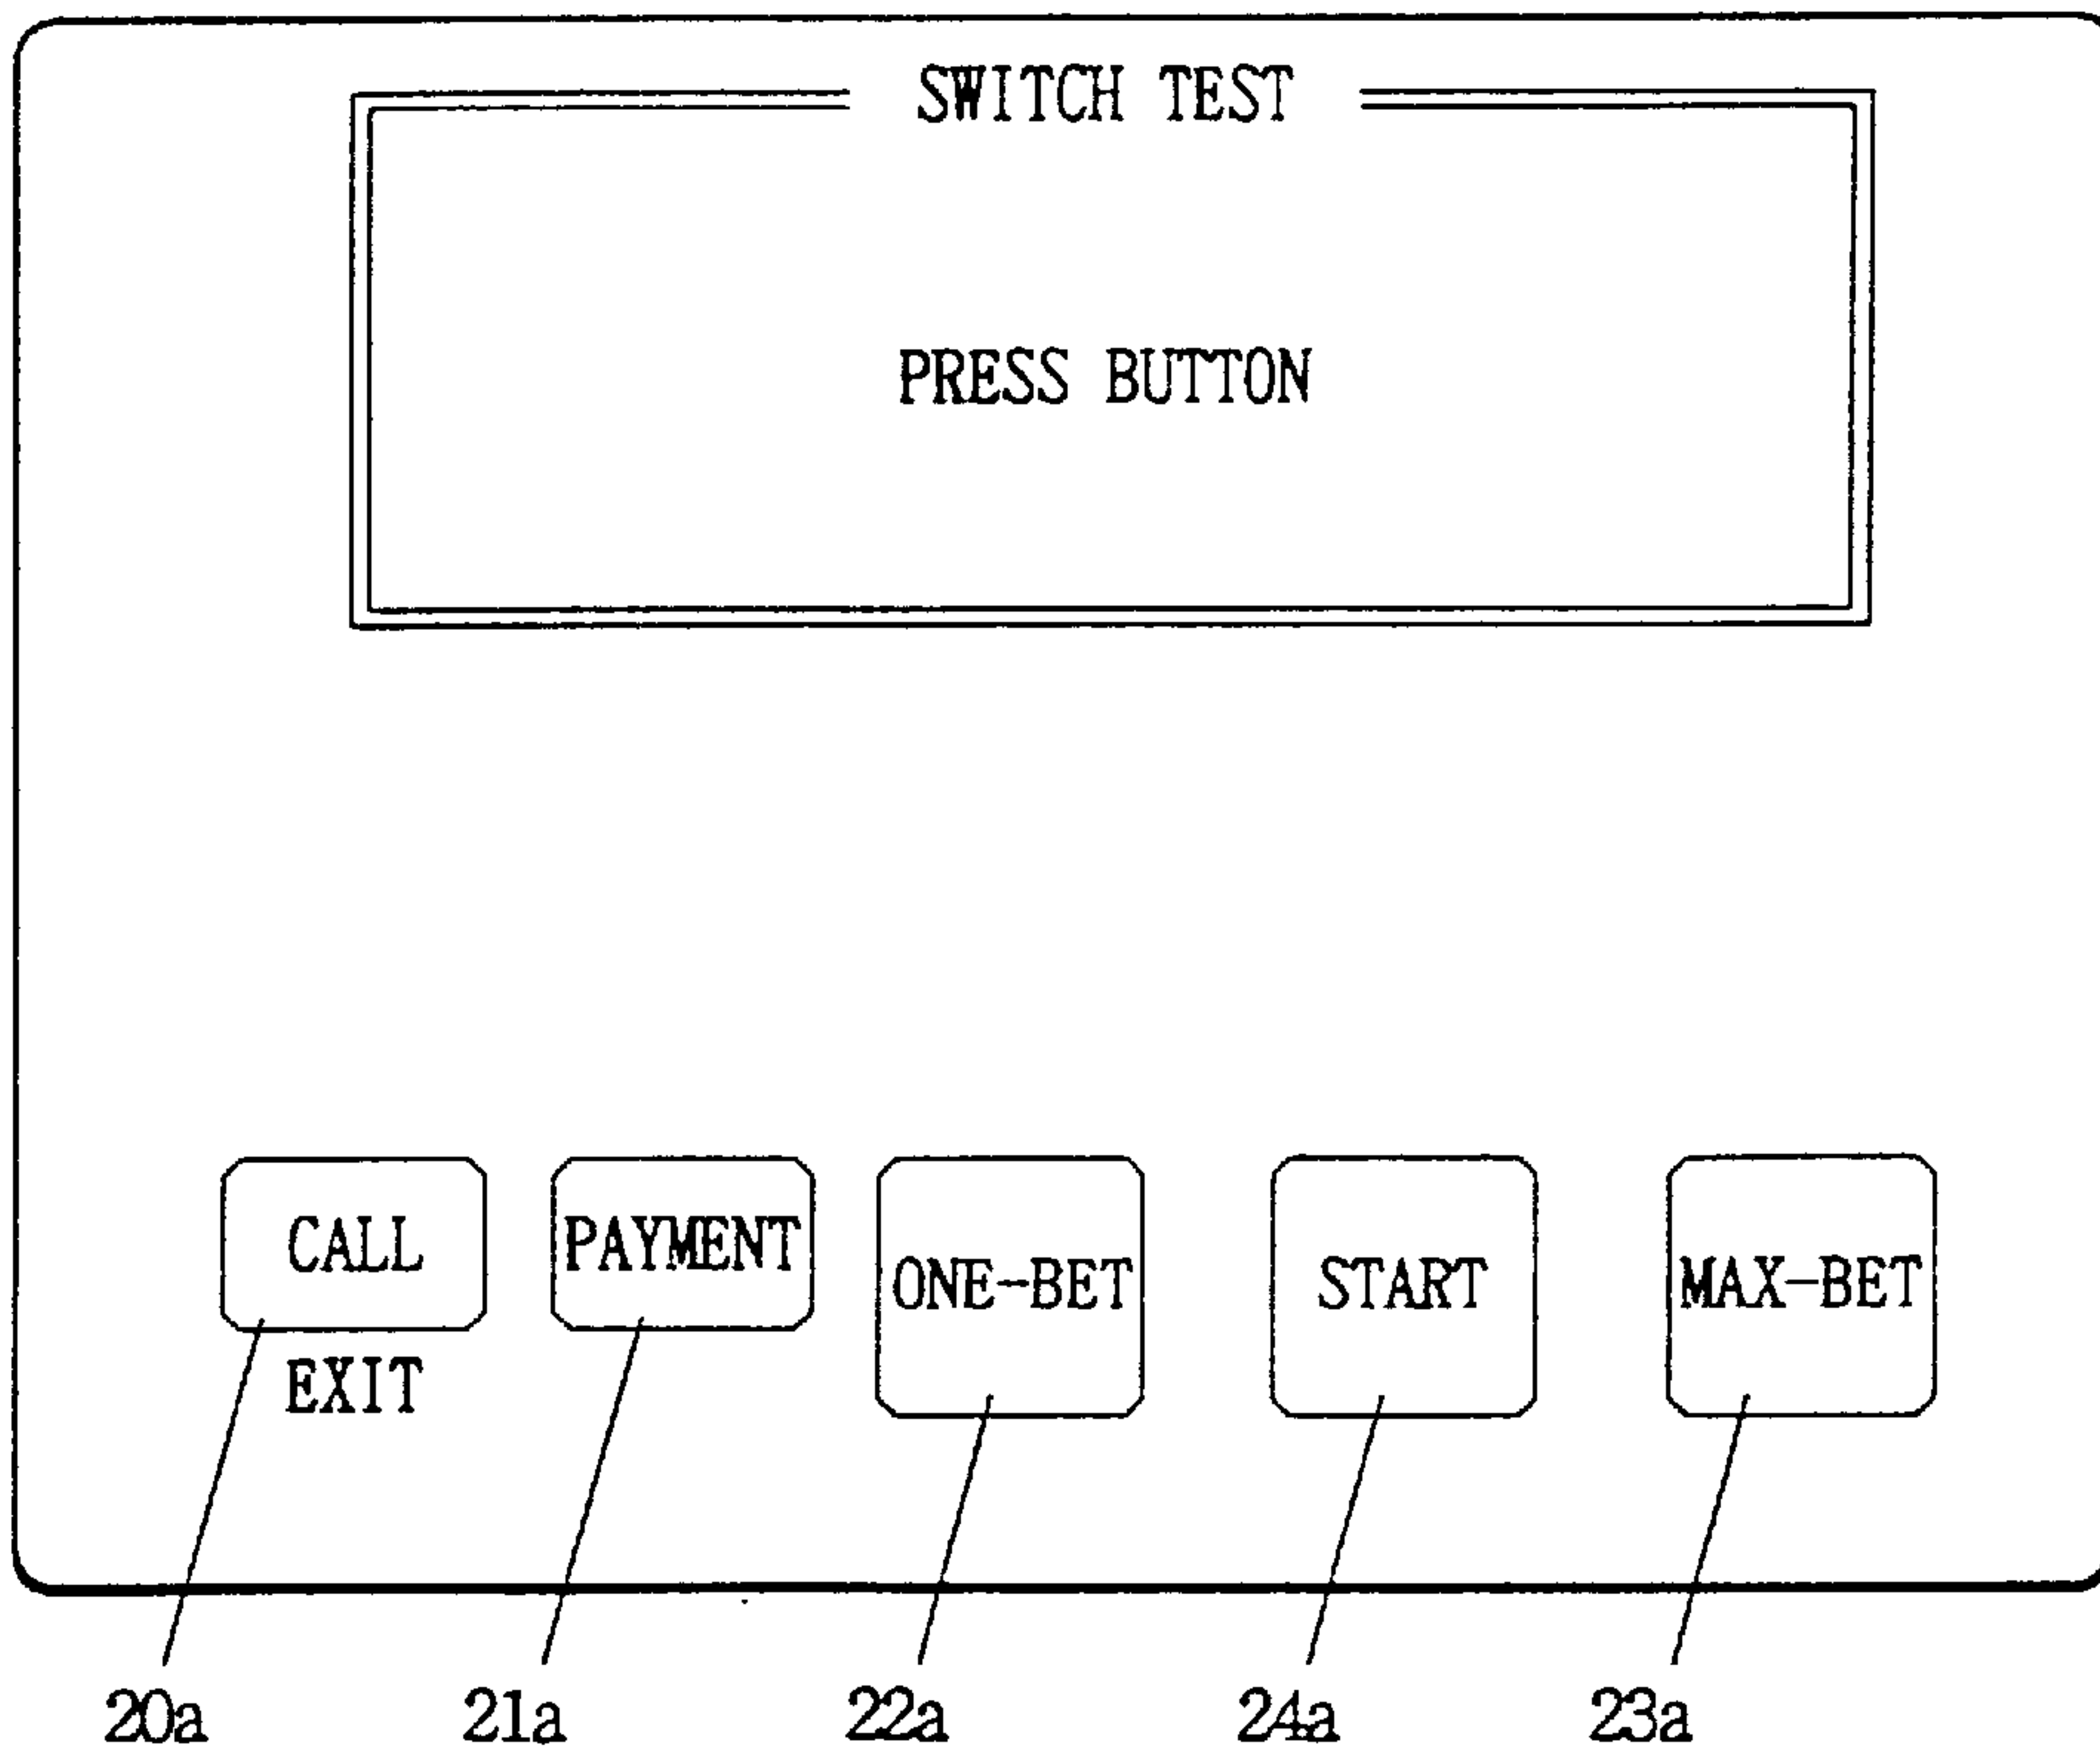 SWITCH TEST
PRESS BUTTON
CALL
PAYMENT
ONE-BET
START
MAX-BET
EXIT
20a
21a
22a
24a
23a